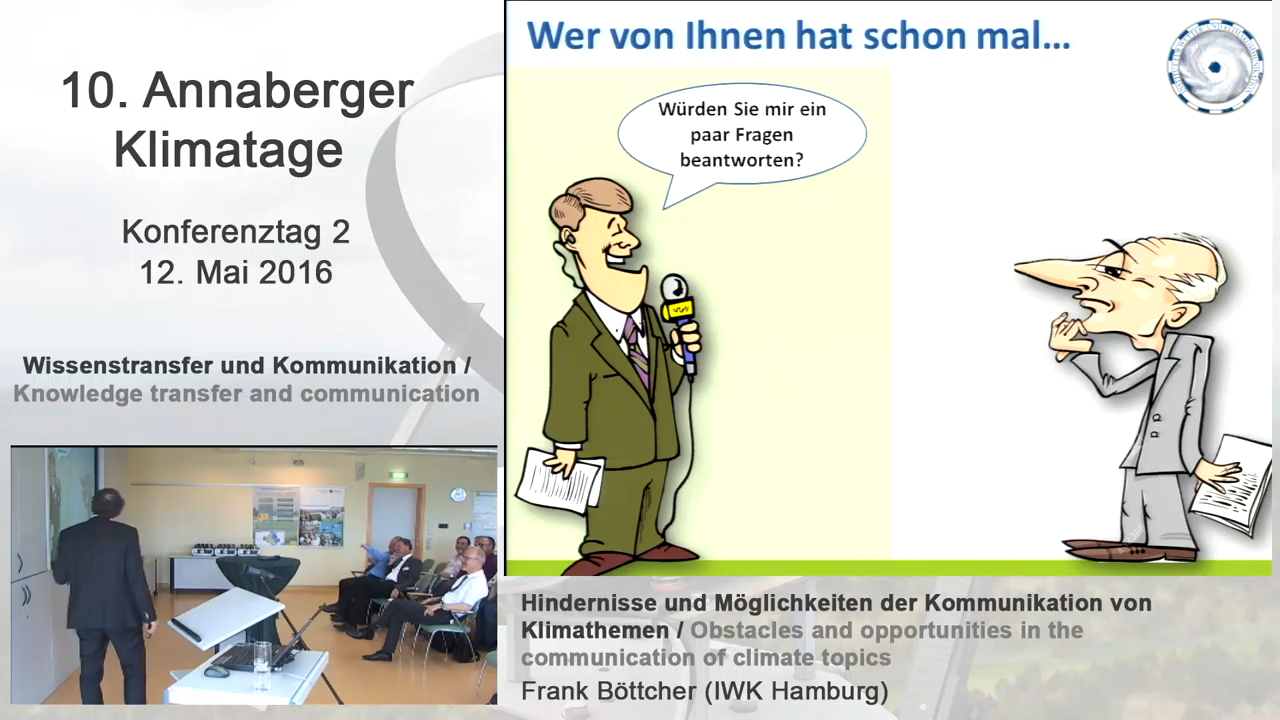 10. Annaberger
Klimatage
Konferenztag 2
12. Mai 2016
Wissenstransfer und Kommunikation /
Knowledge transfer and communication
Wer von Ihnen hat schon mal...
Würden Sie mir ein
paar Fragen
beantworten?
Hindernisse und Möglichkeiten der Kommunikation von
Klimathemen / Obstacles and opportunities in the
communication of climate topics
Frank Böttcher (IWK Hamburg)